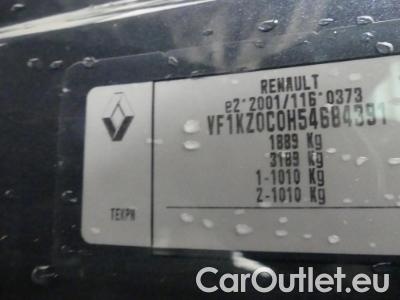 RENAULT
e2*2001/116*0373
VF1KZ0C0H54684391
1889 Kg
3189 Kg
1-1010 Kg
2-1010 Kg
TEKPN
CarOutlet.eu